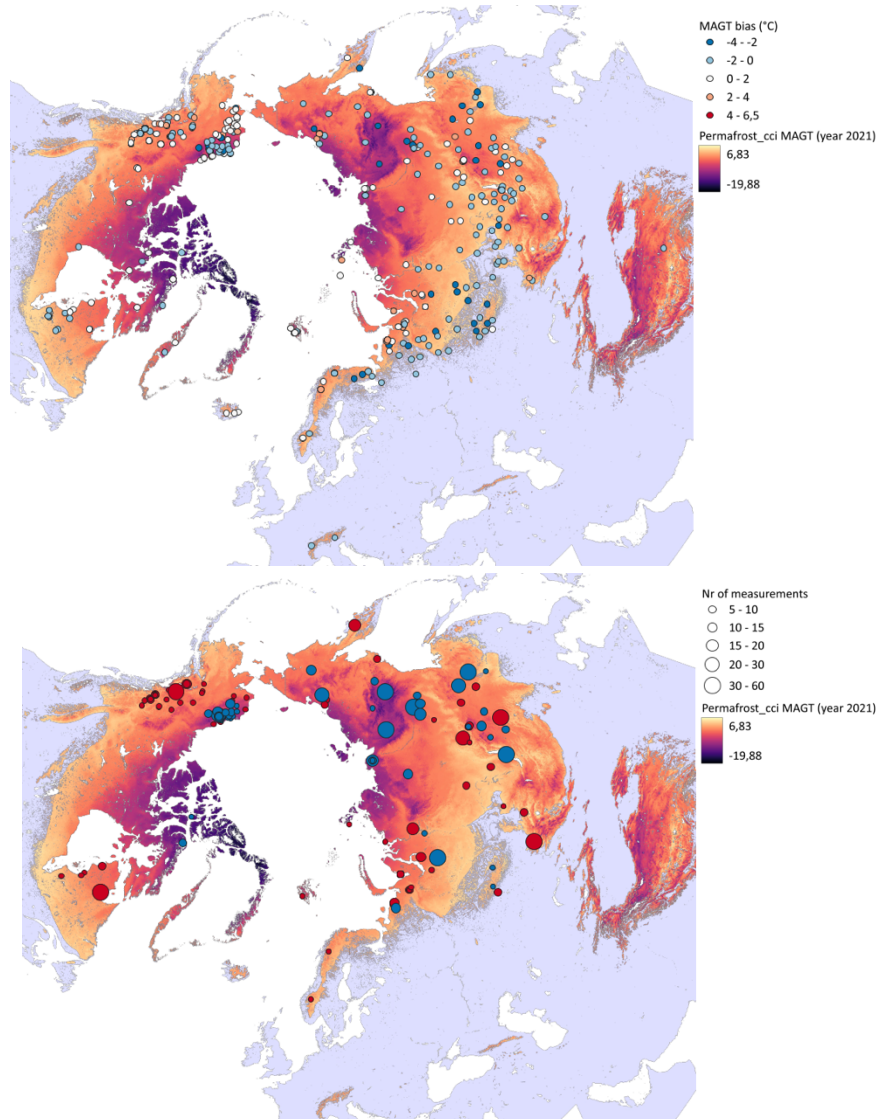 MAGT bias (°C)
-4 - -2
-2 - 0
0 - 2
2 - 4
4 - 6,5
Permafrost_cci MAGT (year 2021)
6,83
-19,88
Nr of measurements
5 - 10
10 - 15
15 - 20
20 - 30
30 - 60
Permafrost_cci MAGT (year 2021)
6,83
-19,88